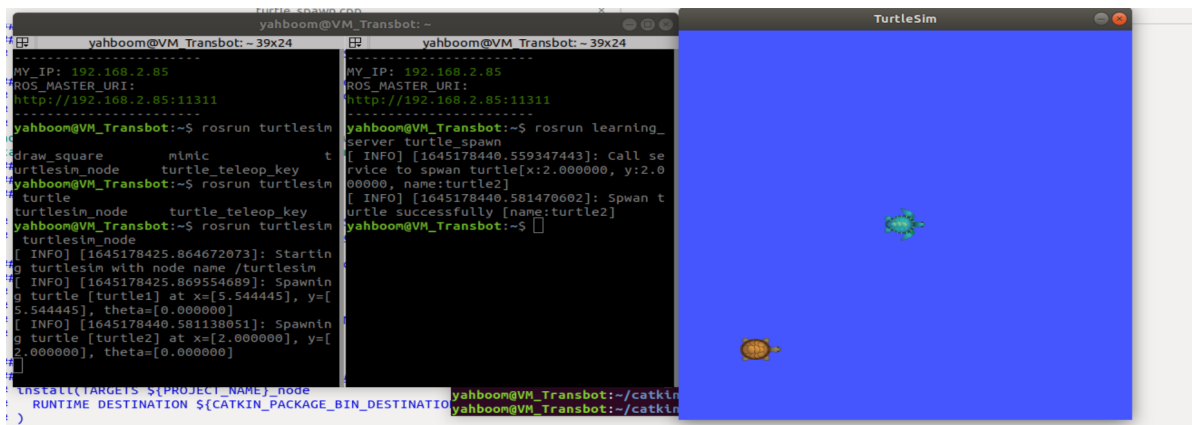 turtle_spawn.cpp
yahboom@VM_Transbot: ~
yahboom@VM_Transbot: ~ 39x24
------------------------
MY_IP: 192.168.2.85
ROS_MASTER_URI:
http://192.168.2.85:11311
------------------------
yahboom@VM_Transbot:~$ rosrun turtlesim
draw_square mimic t
urtlesim_node turtle_teleop_key
yahboom@VM_Transbot:~$ rosrun turtlesim
turtle
turtlesim_node turtle_teleop_key
yahboom@VM_Transbot:~$ rosrun turtlesim
turtlesim_node
[ INFO] [1645178425.864672073]: Startin
g turtlesim with node name /turtlesim
[ INFO] [1645178425.869554689]: Spawnin
g turtle [turtle1] at x=[5.544445], y=[
5.544445], theta=[0.000000]
[ INFO] [1645178440.581138051]: Spawnin
g turtle [turtle2] at x=[2.000000], y=[
2.000000], theta=[0.000000]
yahboom@VM_Transbot: ~ 39x24
------------------------
MY_IP: 192.168.2.85
ROS_MASTER_URI:
http://192.168.2.85:11311
------------------------
yahboom@VM_Transbot:~$ rosrun learning_
server turtle_spawn
[ INFO] [1645178440.559347443]: Call se
rvice to spwan turtle[x:2.000000, y:2.0
00000, name:turtle2]
[ INFO] [1645178440.581470602]: Spwan t
urtle successfully [name:turtle2]
yahboom@VM_Transbot:~$
TurtleSim
# install(TARGETS ${PROJECT_NAME}_node
# RUNTIME DESTINATION ${CATKIN_PACKAGE_BIN_DESTINATIO
# )
yahboom@VM_Transbot:~/catkin
yahboom@VM_Transbot:~/catkin